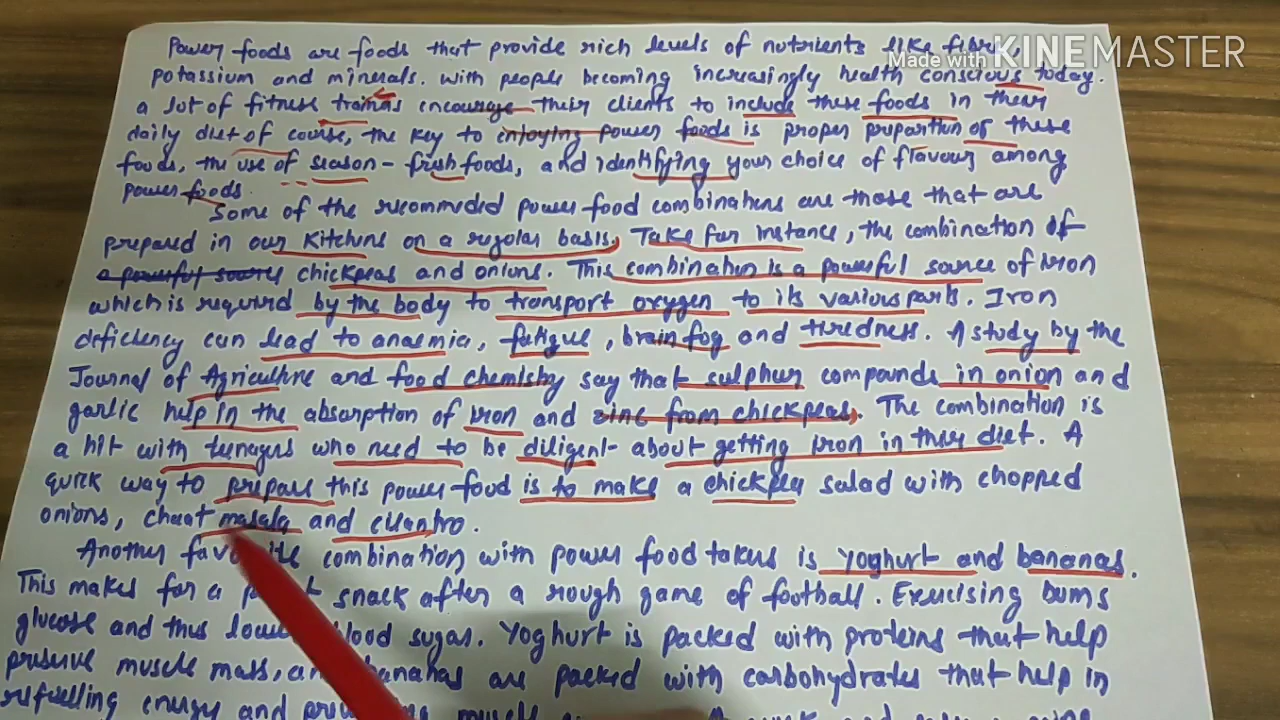 Made with KINEMASTER
Power foods are foods that provide rich levels of nutrients like fibre,
potassium and minerals. with people becoming increasingly health conscious today.
a lot of fitness trainers encourage their clients to include these foods in their
daily diet of course, the key to enjoying power foods is proper prepartion of these
foods, the use of season - fresh foods, and identifying your choice of flavours among
power foods.
Some of the recommeded power food combinations are those that are
prepared in our kitchens on a regular basis. Take for instance, the combination of
chickpeas and onions. This combination is a powerful source of iron
which is required by the body to transport oxygen to its various parts. Iron
deficiency can lead to anaemia, fatigue, brain fog and tiredness. A study by the
Journal of Agriculture and food chemistry say that sulphur compounds in onion and
garlic help in the absorption of iron and zinc from chickpeas. The combination is
a hit with teenagers who need to be diligent about getting iron in their diet. A
quick way to prepare this power food is to make a chickpea salad with chopped
onions, chaat masala and cilantro.
Another favourite combination with power food takers is yoghurt and bananas.
This makes for a snack after a rough game of football. Exercising burns
glucose and thus blood sugar. Yoghurt is packed with proteins that help
preserve muscle mass, and bananas are packed with carbohydrates that help in
refuelling energy and muscle